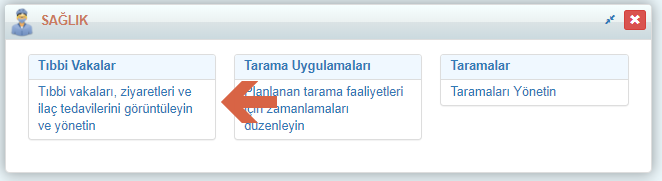 SAĞLIK
Tıbbi Vakalar
Tıbbi vakaları, ziyaretleri ve
ilaç tedavilerini görüntüleyin
ve yönetin
Tarama Uygulamaları
Planlanan tarama faaliyetleri
için zamanlamaları
düzenleyin
Taramalar
Taramaları Yönetin